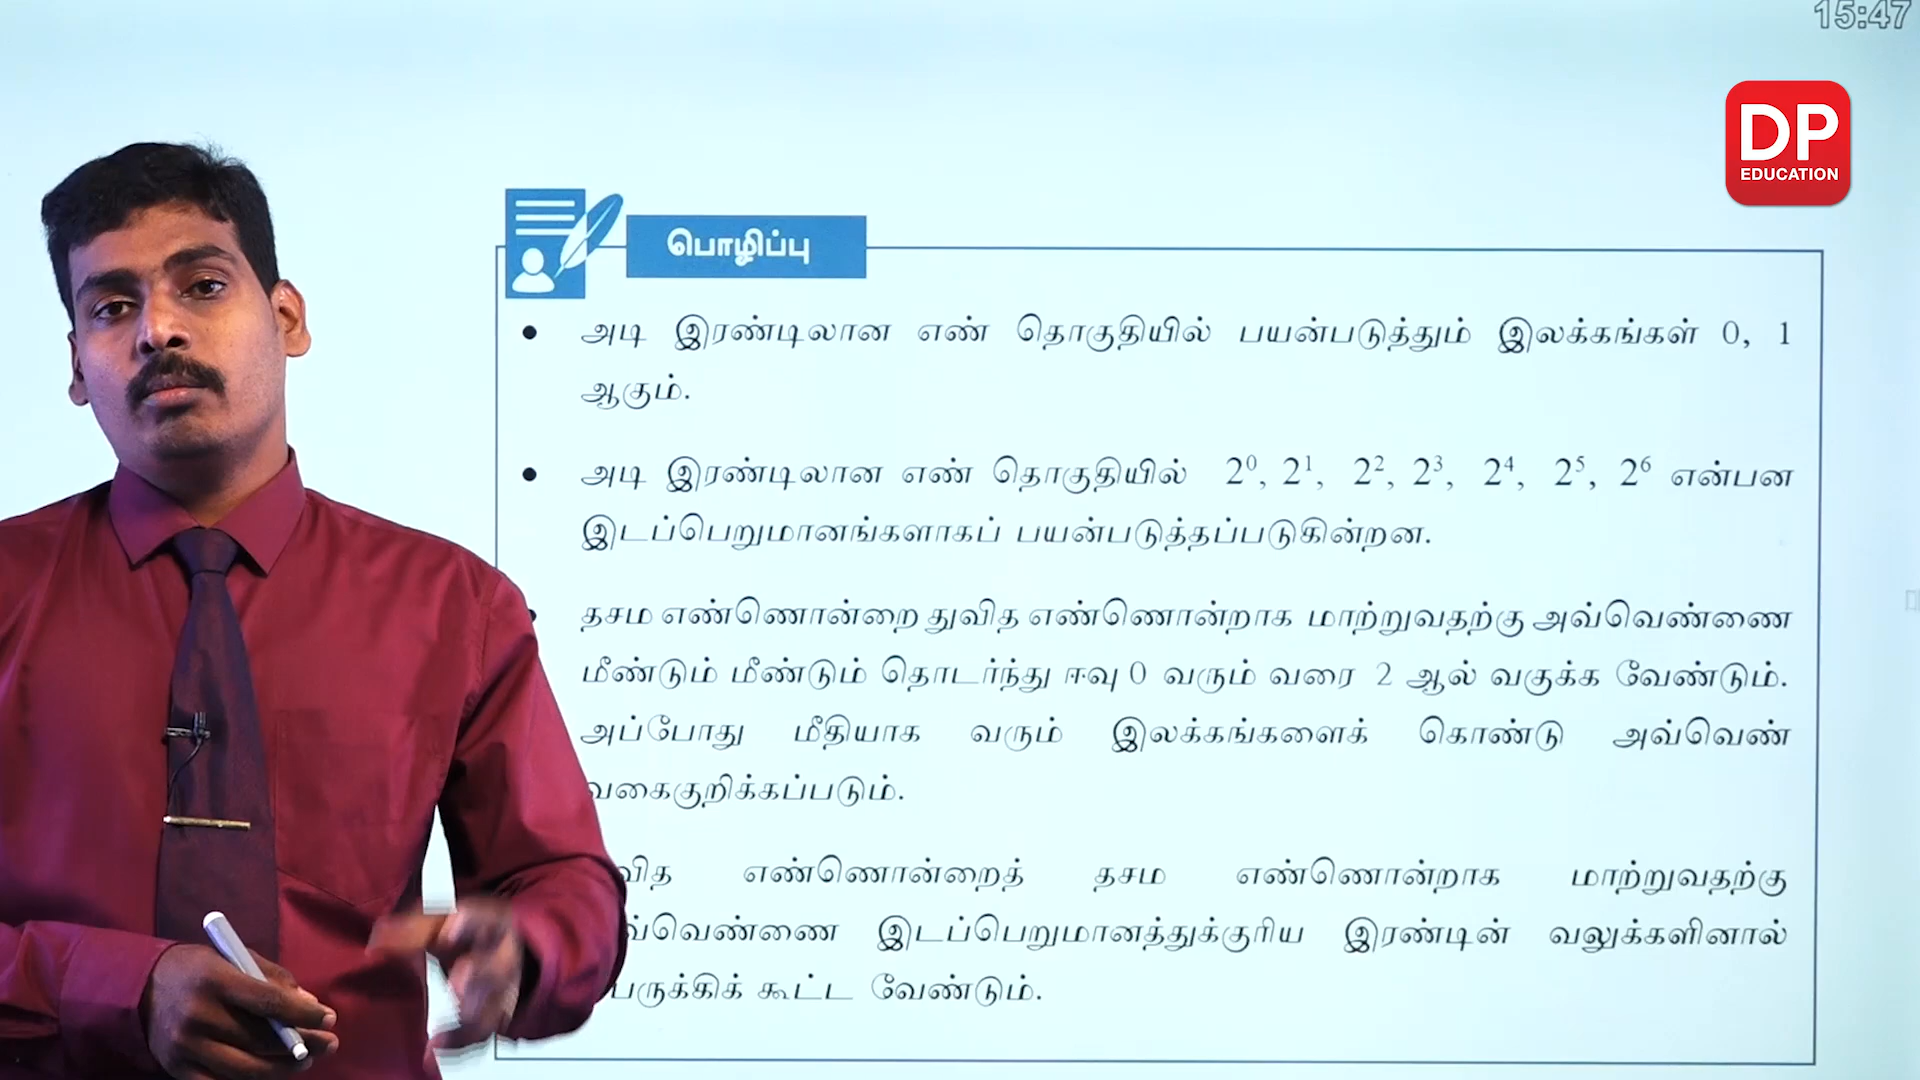 15:47
DP
EDUCATION
பொழிப்பு
அடி இரண்டிலான எண் தொகுதியில் பயன்படுத்தும் இலக்கங்கள் 0, 1
ஆகும்.
அடி இரண்டிலான எண் தொகுதியில் 2⁰, 2¹, 2², 2³, 2⁴, 2⁵, 2⁶ என்பன
இடப்பெறுமானங்களாகப் பயன்படுத்தப்படுகின்றன.
தசம எண்ணொன்றை துவித எண்ணொன்றாக மாற்றுவதற்கு அவ்வெண்ணை
மீண்டும் மீண்டும் தொடர்ந்து ஈவு 0 வரும் வரை 2 ஆல் வகுக்க வேண்டும்.
அப்போது மீதியாக வரும் இலக்கங்களைக் கொண்டு அவ்வெண்
வகைகுறிக்கப்படும்.
எண்ணொன்றைத் தசம எண்ணொன்றாக மாற்றுவதற்கு
இடப்பெறுமானத்துக்குரிய இரண்டின் வலுக்களினால்
கூட்ட வேண்டும்.